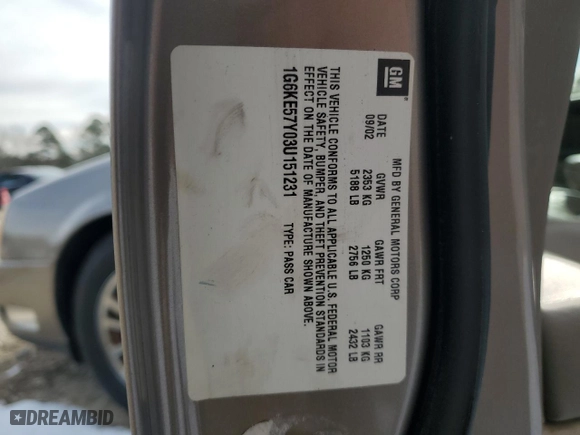 GM
®
MFD BY GENERAL MOTORS CORP
DATE GVWR GAWR FRT GAWR RR
09/02 2353 KG 1250 KG 1103 KG
5188 LB 2756 LB 2432 LB
THIS VEHICLE CONFORMS TO ALL APPLICABLE U.S. FEDERAL MOTOR
VEHICLE SAFETY, BUMPER, AND THEFT PREVENTION STANDARDS IN
EFFECT ON THE DATE OF MANUFACTURE SHOWN ABOVE.
1G6KE57Y03U151231 TYPE: PASS CAR
DREAMBID